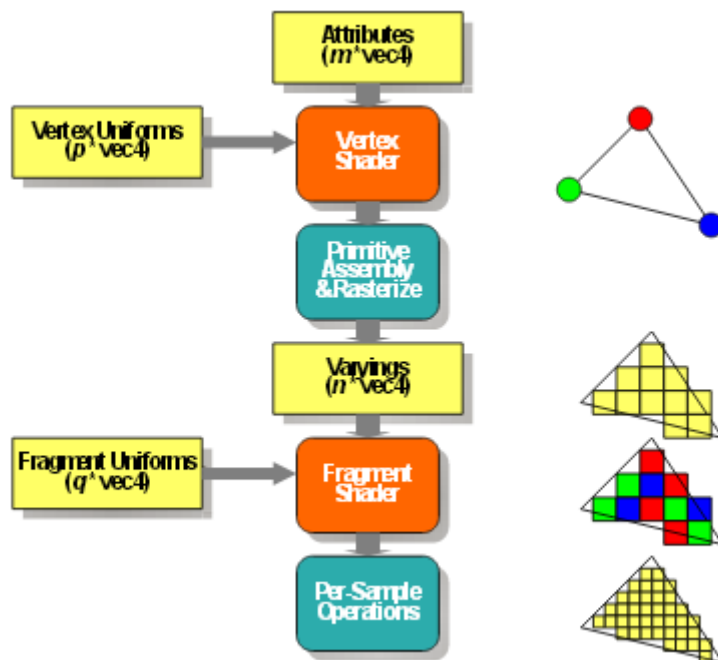 Attributes
(m*vec4)
Vertex Uniforms
(p*vec4)
Vertex
Shader
Primitive
Assembly
& Rasterize
Varyings
(n*vec4)
Fragment Uniforms
(q*vec4)
Fragment
Shader
Per-Sample
Operations